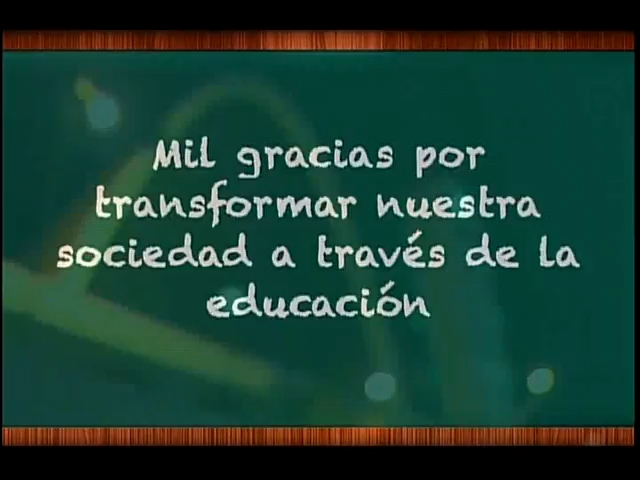 Mil gracias por
transformar nuestra
sociedad a través de la
educación